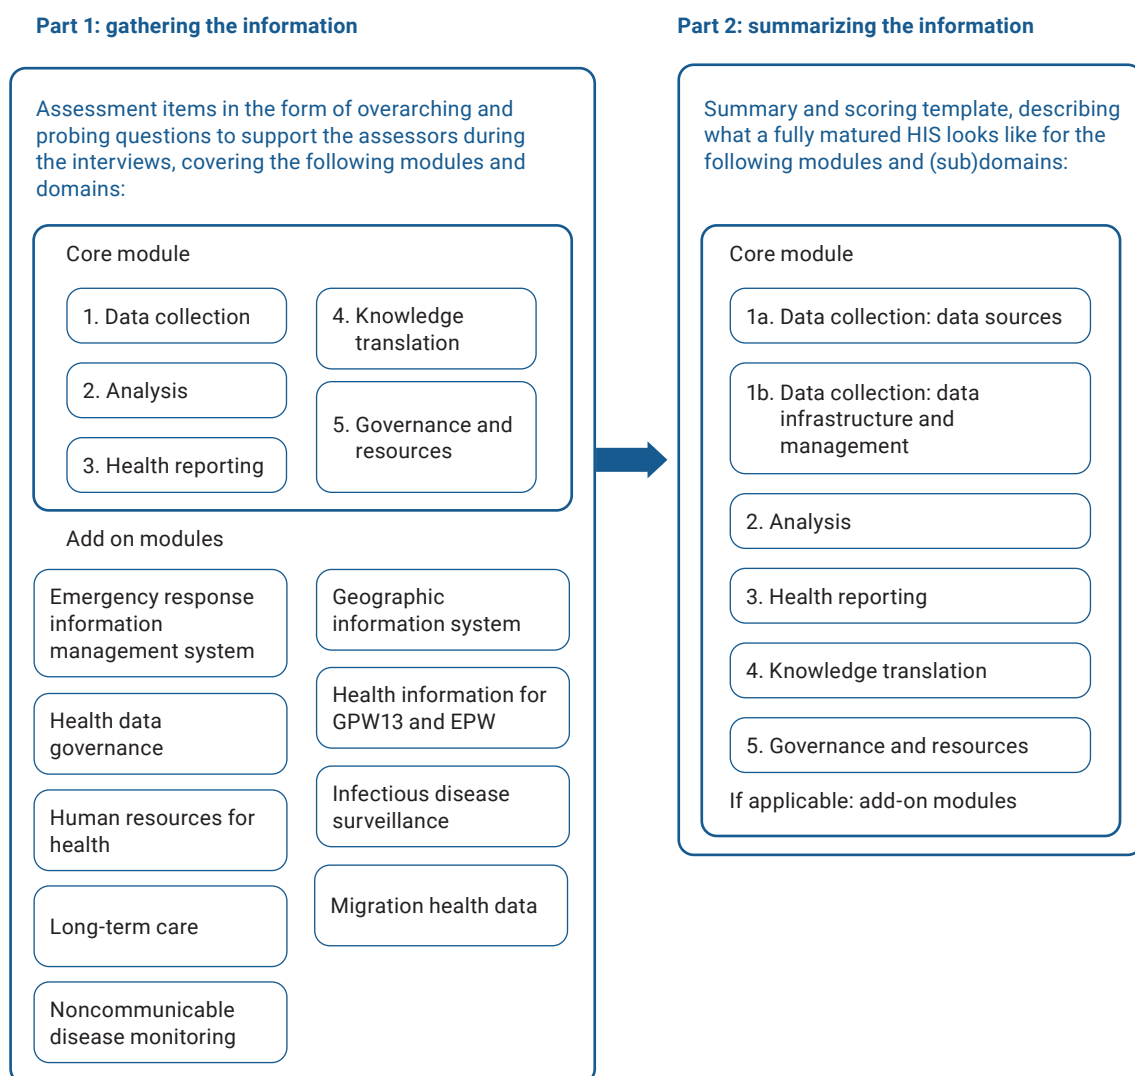 Part 1: gathering the information
Assessment items in the form of overarching and
probing questions to support the assessors during
the interviews, covering the following modules and
domains:
Core module
1. Data collection
2. Analysis
3. Health reporting
4. Knowledge
translation
5. Governance and
resources
Add on modules
Emergency response
information
management system
Health data
governance
Human resources for
health
Long-term care
Noncommunicable
disease monitoring
Geographic
information system
Health information for
GPW13 and EPW
Infectious disease
surveillance
Migration health data
Part 2: summarizing the information
Summary and scoring template, describing
what a fully matured HIS looks like for the
following modules and (sub)domains:
Core module
1a. Data collection: data sources
1b. Data collection: data
infrastructure and
management
2. Analysis
3. Health reporting
4. Knowledge translation
5. Governance and resources
If applicable: add-on modules